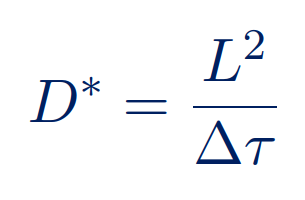 D* = L²/Δτ